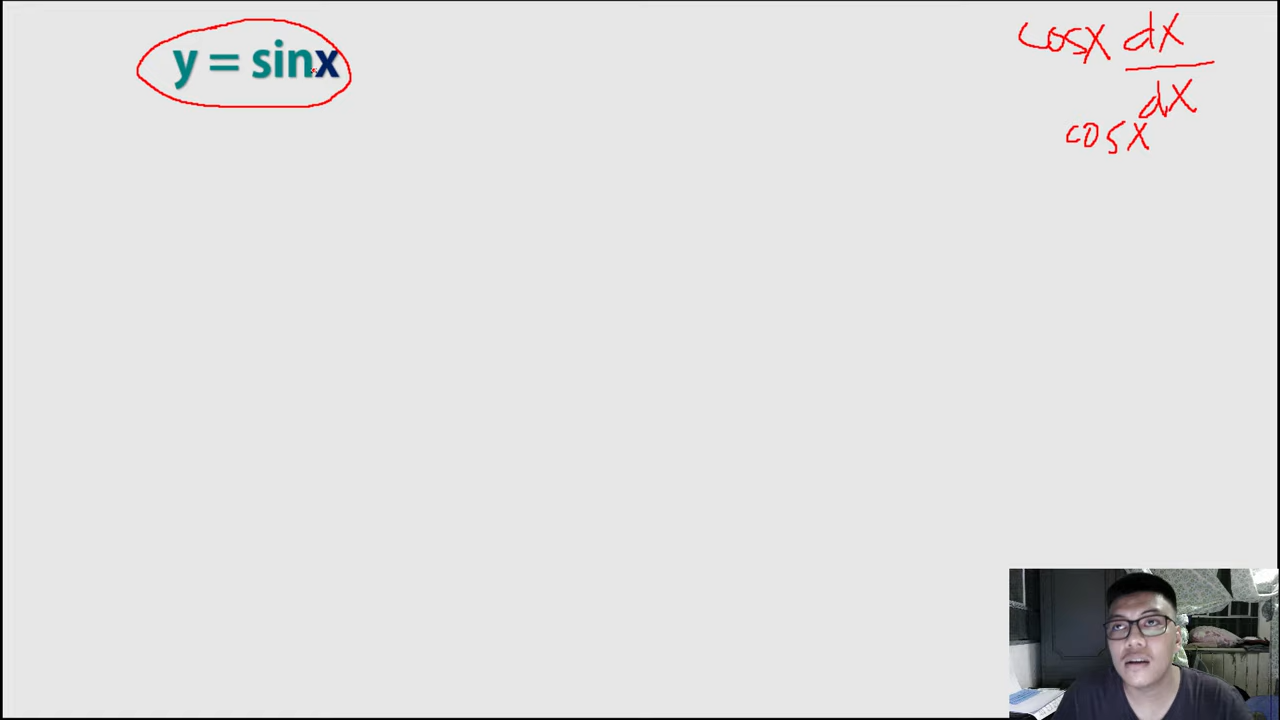 y = sinx
cosx dx
dx
cosx